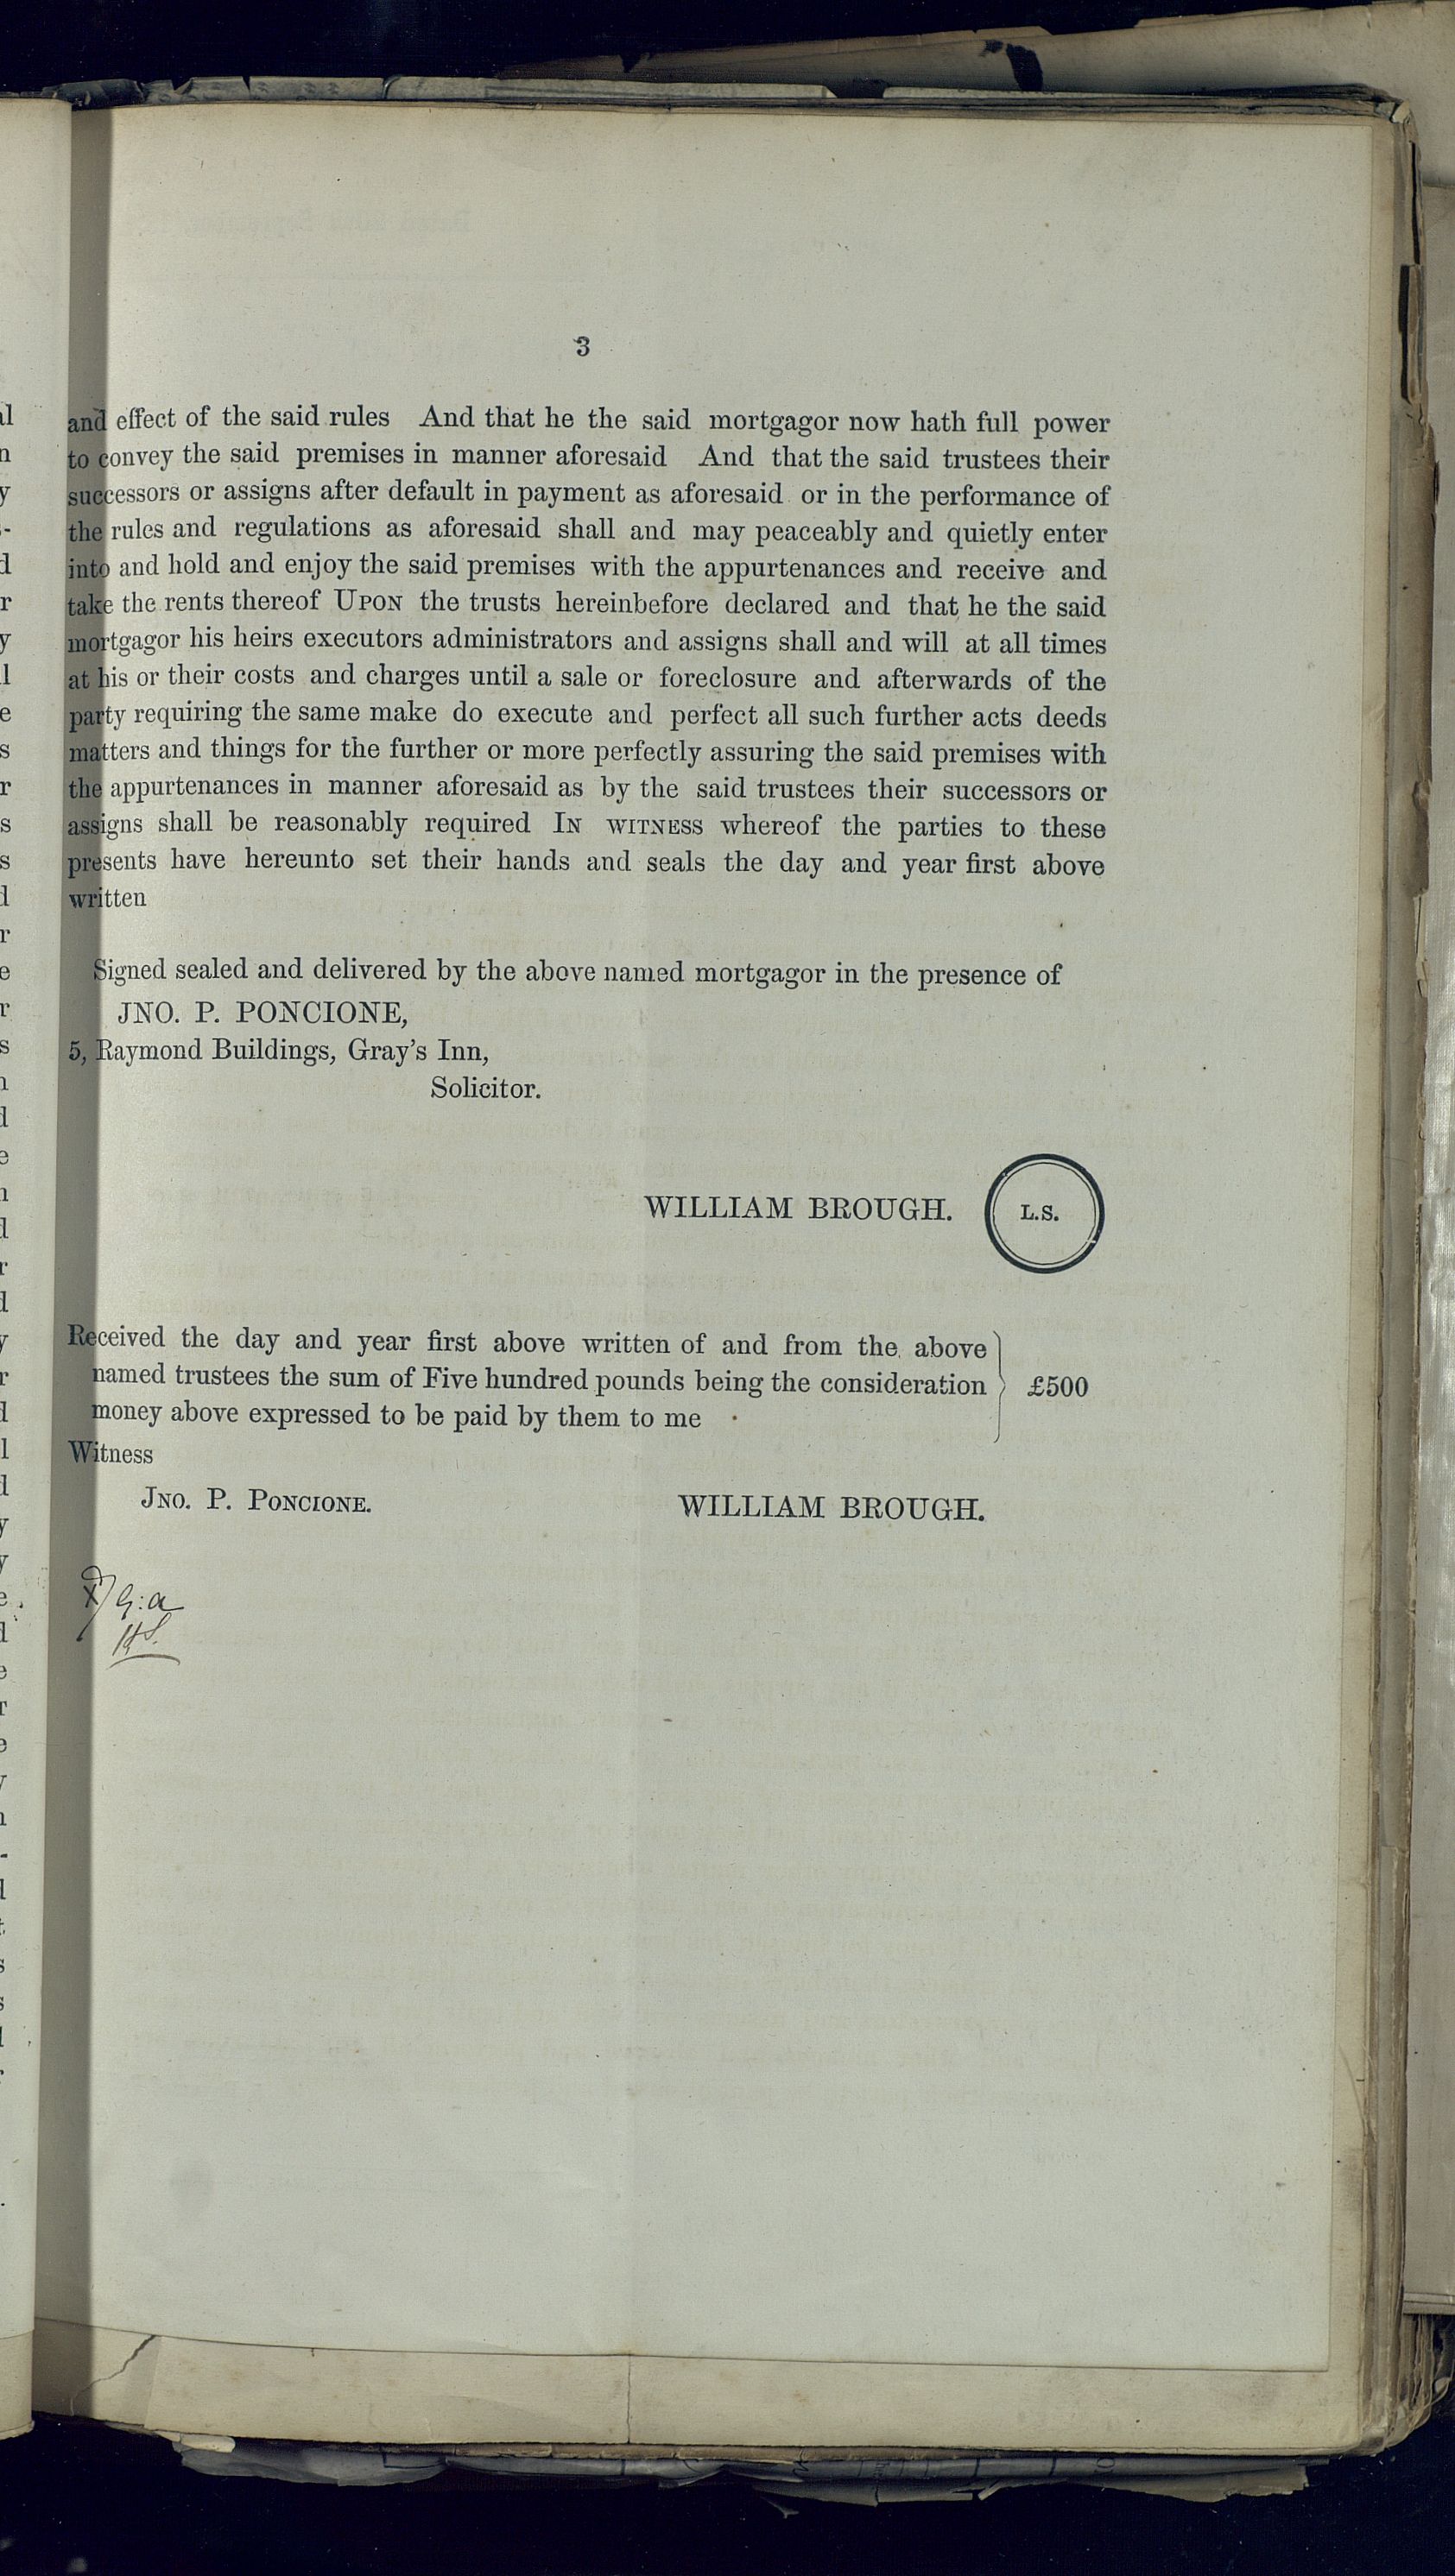 3
and effect of the said rules And that he the said mortgagor now hath full power
to convey the said premises in manner aforesaid And that the said trustees their
successors or assigns after default in payment as aforesaid or in the performance of
the rules and regulations as aforesaid shall and may peaceably and quietly enter
into and hold and enjoy the said premises with the appurtenances and receive and
take the rents thereof UPON the trusts hereinbefore declared and that he the said
mortgagor his heirs executors administrators and assigns shall and will at all times
at his or their costs and charges until a sale or foreclosure and afterwards of the
party requiring the same make do execute and perfect all such further acts deeds
matters and things for the further or more perfectly assuring the said premises with
the appurtenances in manner aforesaid as by the said trustees their successors or
assigns shall be reasonably required IN WITNESS whereof the parties to these
presents have hereunto set their hands and seals the day and year first above
written
Signed sealed and delivered by the above named mortgagor in the presence of
JNO. P. PONCIONE,
5, Raymond Buildings, Gray's Inn,
Solicitor.
WILLIAM BROUGH. L.S.
Received the day and year first above written of and from the above
named trustees the sum of Five hundred pounds being the consideration £500
money above expressed to be paid by them to me
Witness
JNO. P. PONCIONE. WILLIAM BROUGH.